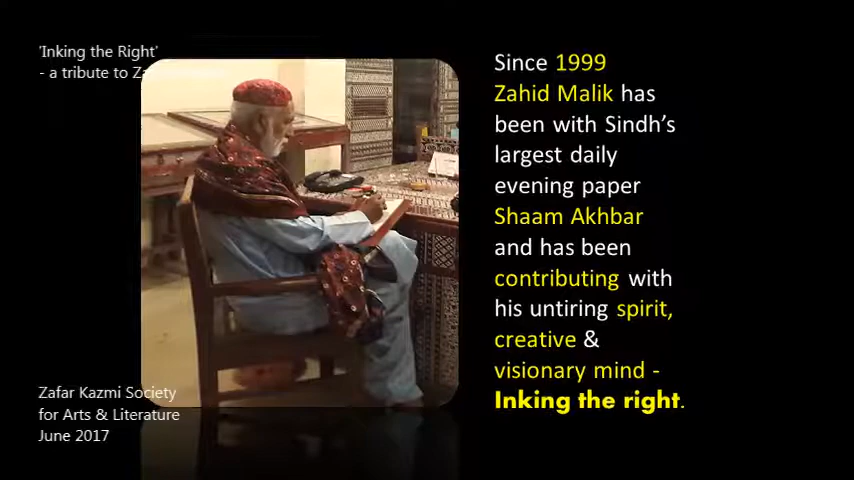 'Inking the Right'
- a tribute to
Since 1999
Zahid Malik has
been with Sindh's
largest daily
evening paper
Shaam Akhbar
and has been
contributing with
his untiring spirit,
creative &
visionary mind -
Inking the right.
Zafar Kazmi Society
for Arts & Literature
June 2017